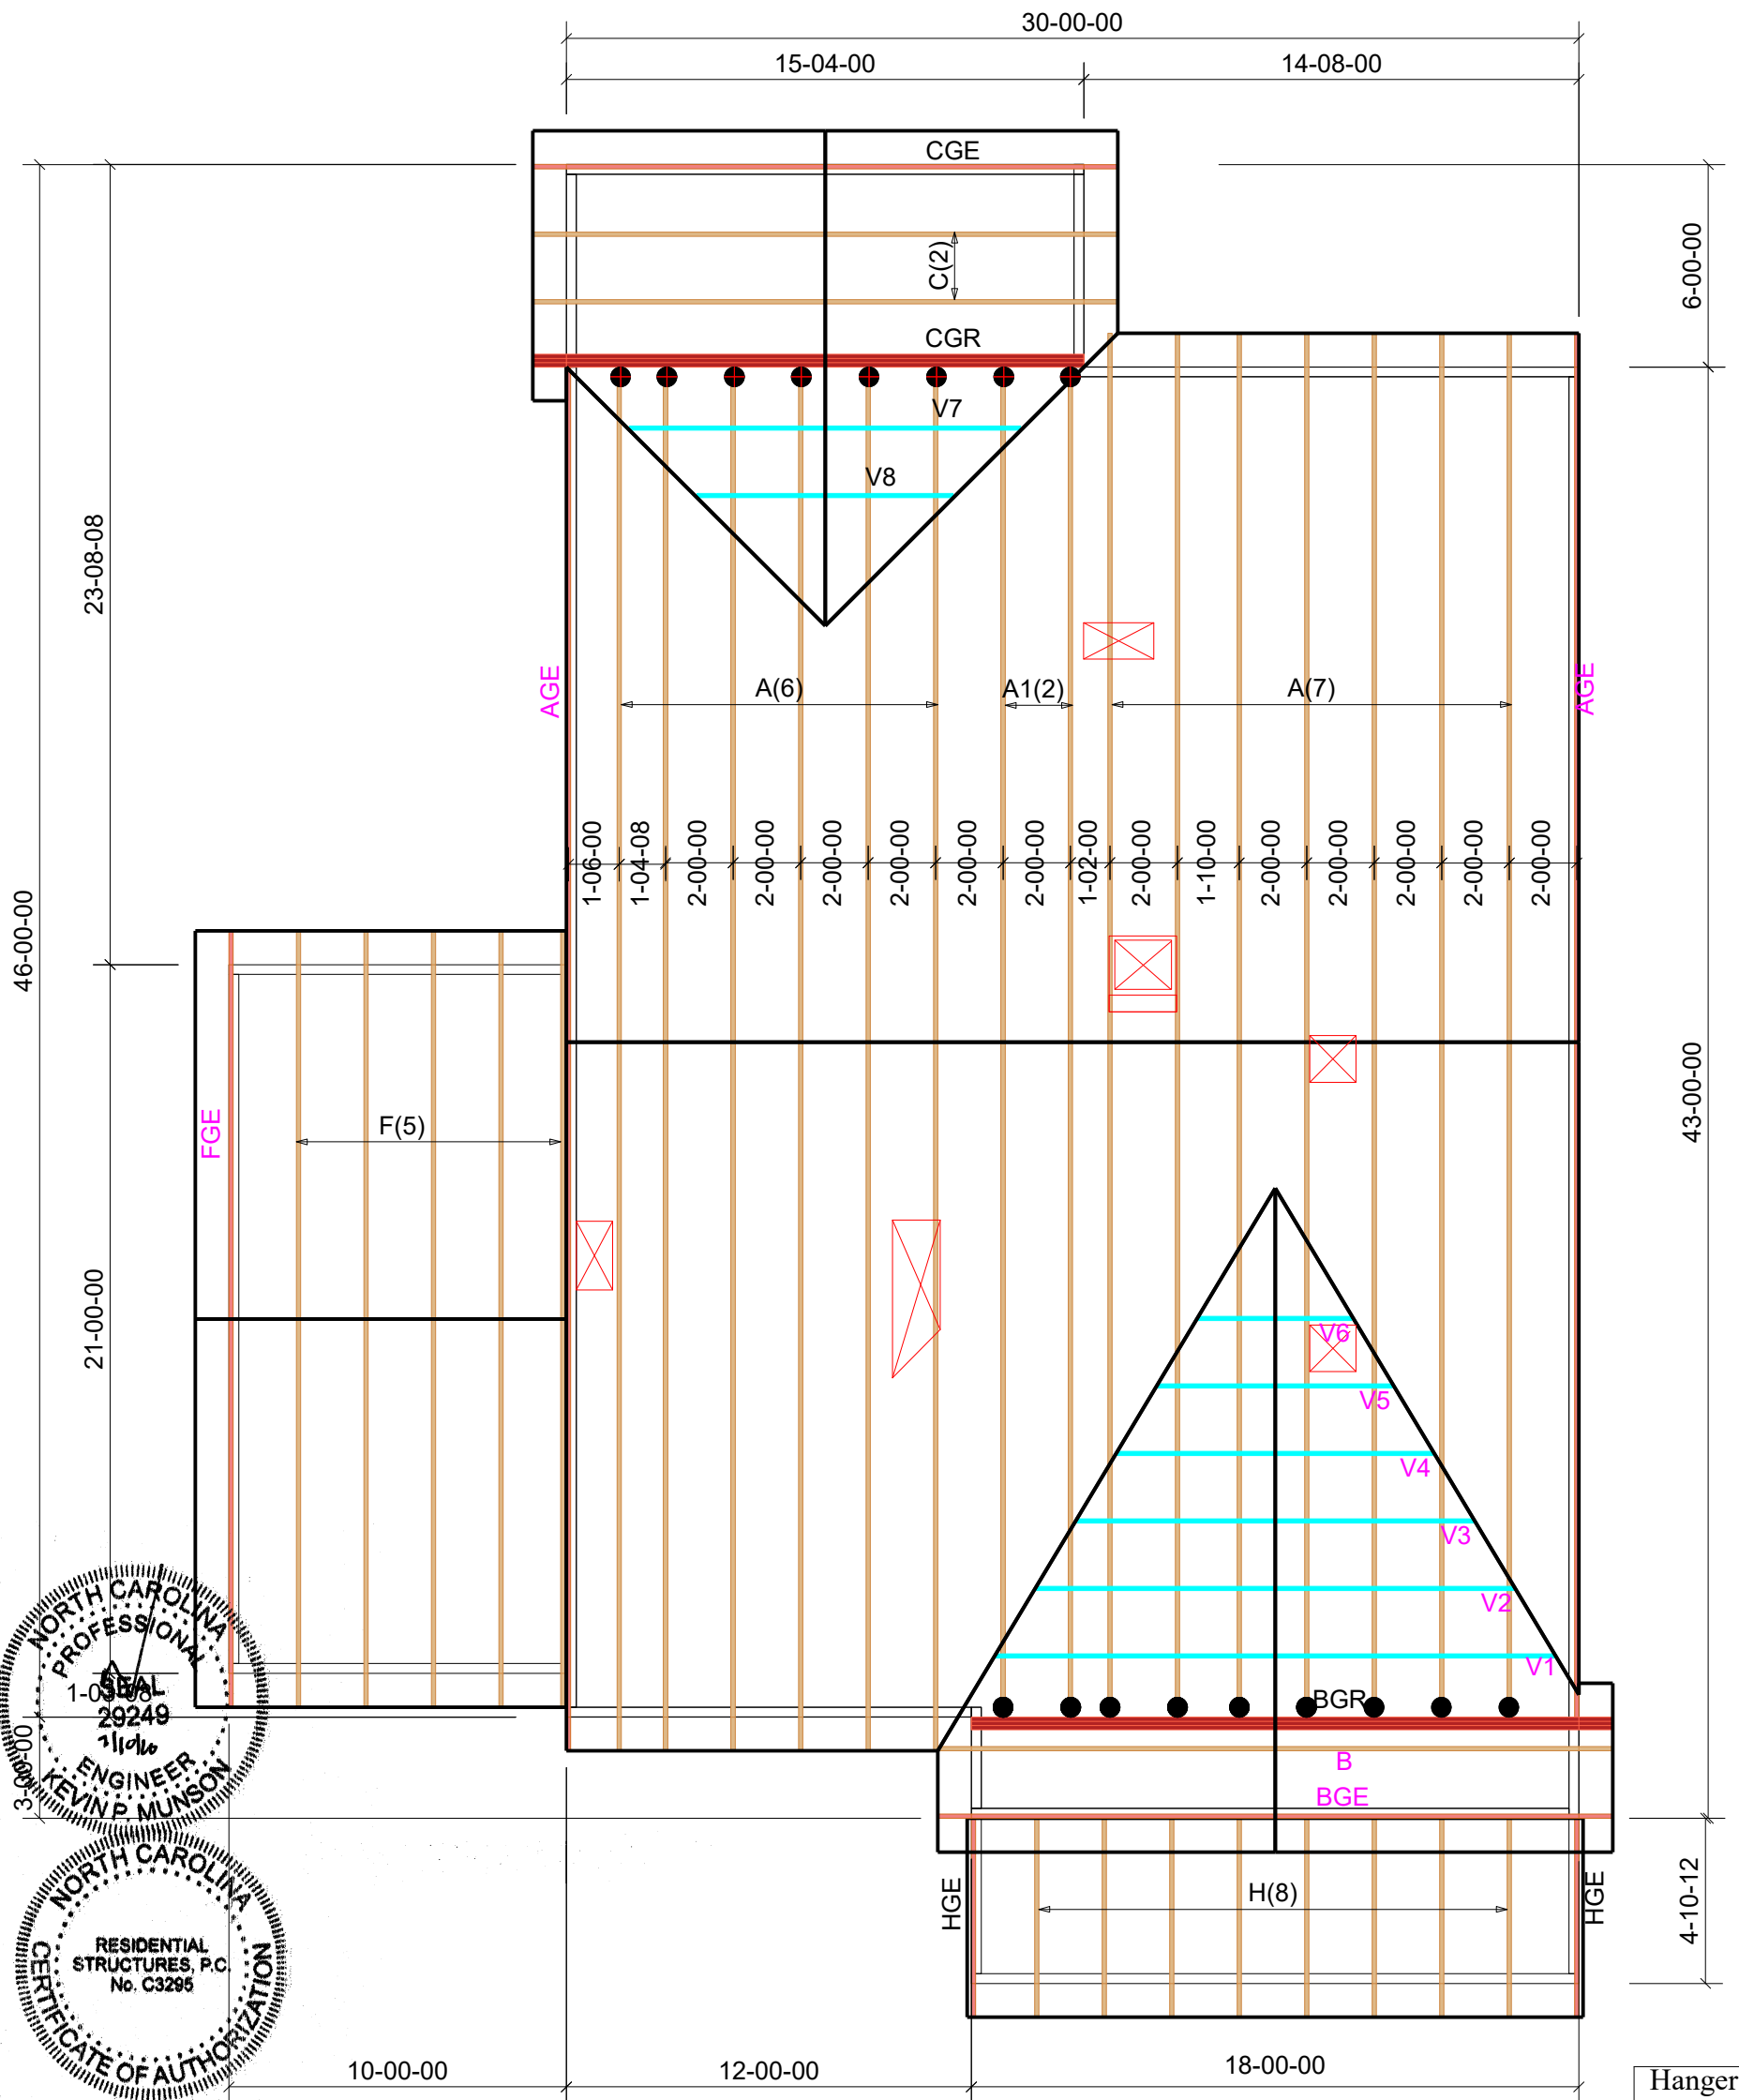 30-00-00
15-04-00
14-08-00
CGE
C(2)
6-00-00
CGR
V7
V8
23-08-08
46-00-00
AGE
A(6)
A1(2)
A(7)
AGE
1-06-00
1-04-08
2-00-00
2-00-00
2-00-00
2-00-00
2-00-00
2-00-00
1-02-00
2-00-00
1-10-00
2-00-00
2-00-00
2-00-00
2-00-00
2-00-00
43-00-00
FGE
F(5)
21-00-00
V6
V5
V4
V3
V2
V1
BGR
B
BGE
3-00-00
NORTH CAROLINA
PROFESSIONAL
SEAL
29249
ENGINEER
KEVIN P. MUNSON
NORTH CAROLINA
RESIDENTIAL
STRUCTURES, P.C.
No. C3295
CERTIFICATE OF AUTHORIZATION
HGE
H(8)
HGE
4-10-12
10-00-00
12-00-00
18-00-00
Hanger